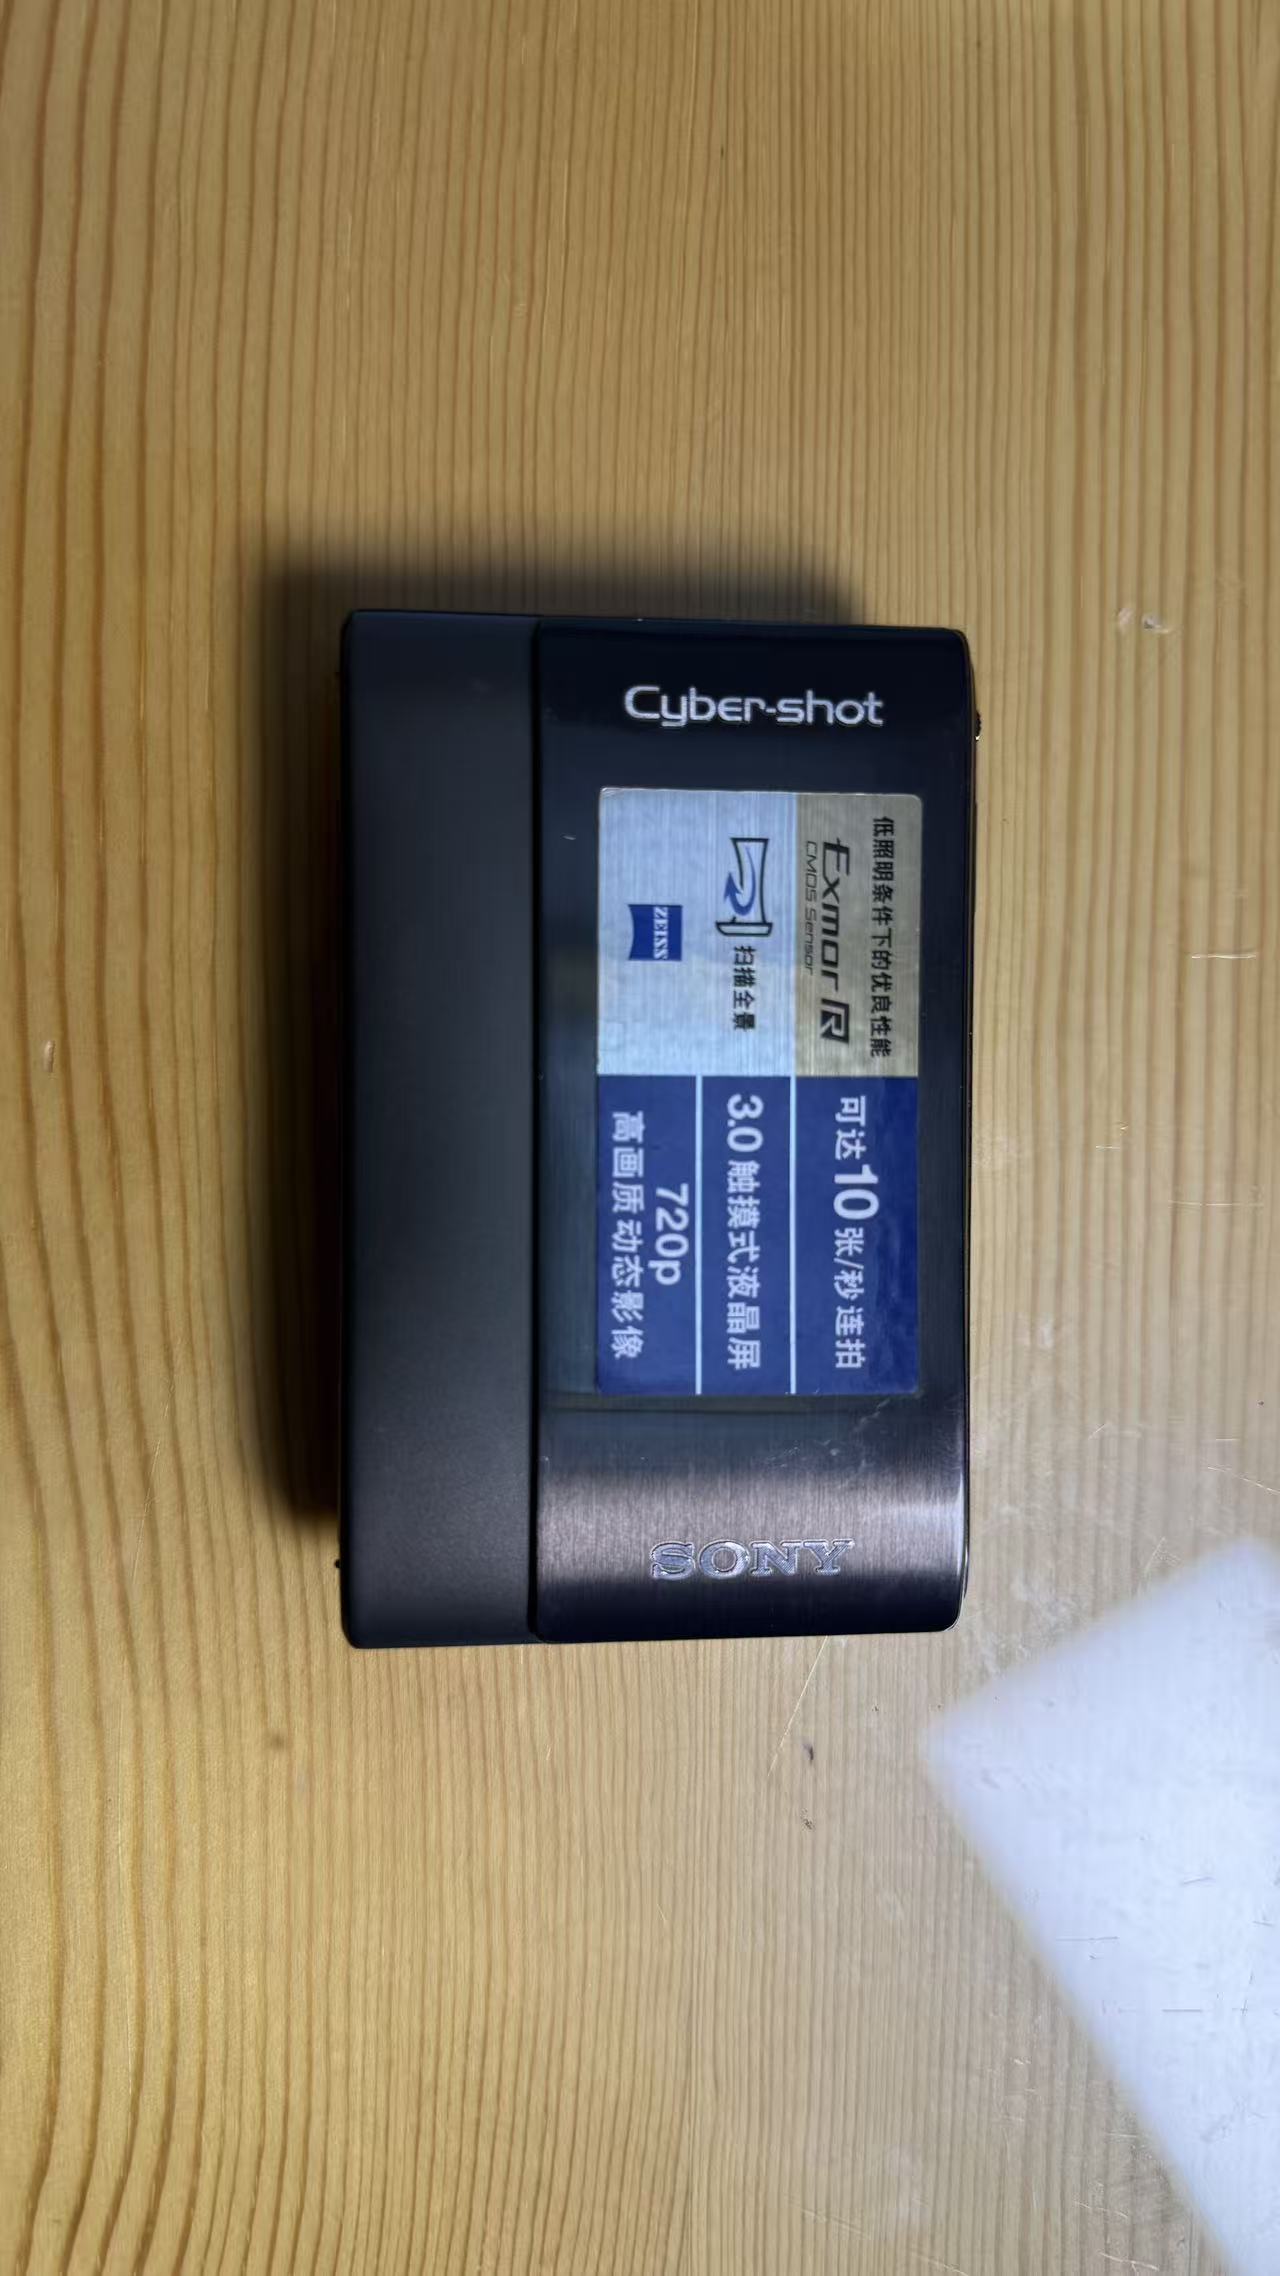 Cyber-shot
低照明条件下的优良性能
Exmor R
CMOS Sensor
扫描全景
ZEISS
可达10张/秒连拍
3.0触摸式液晶屏
720p
高画质动态影像
SONY